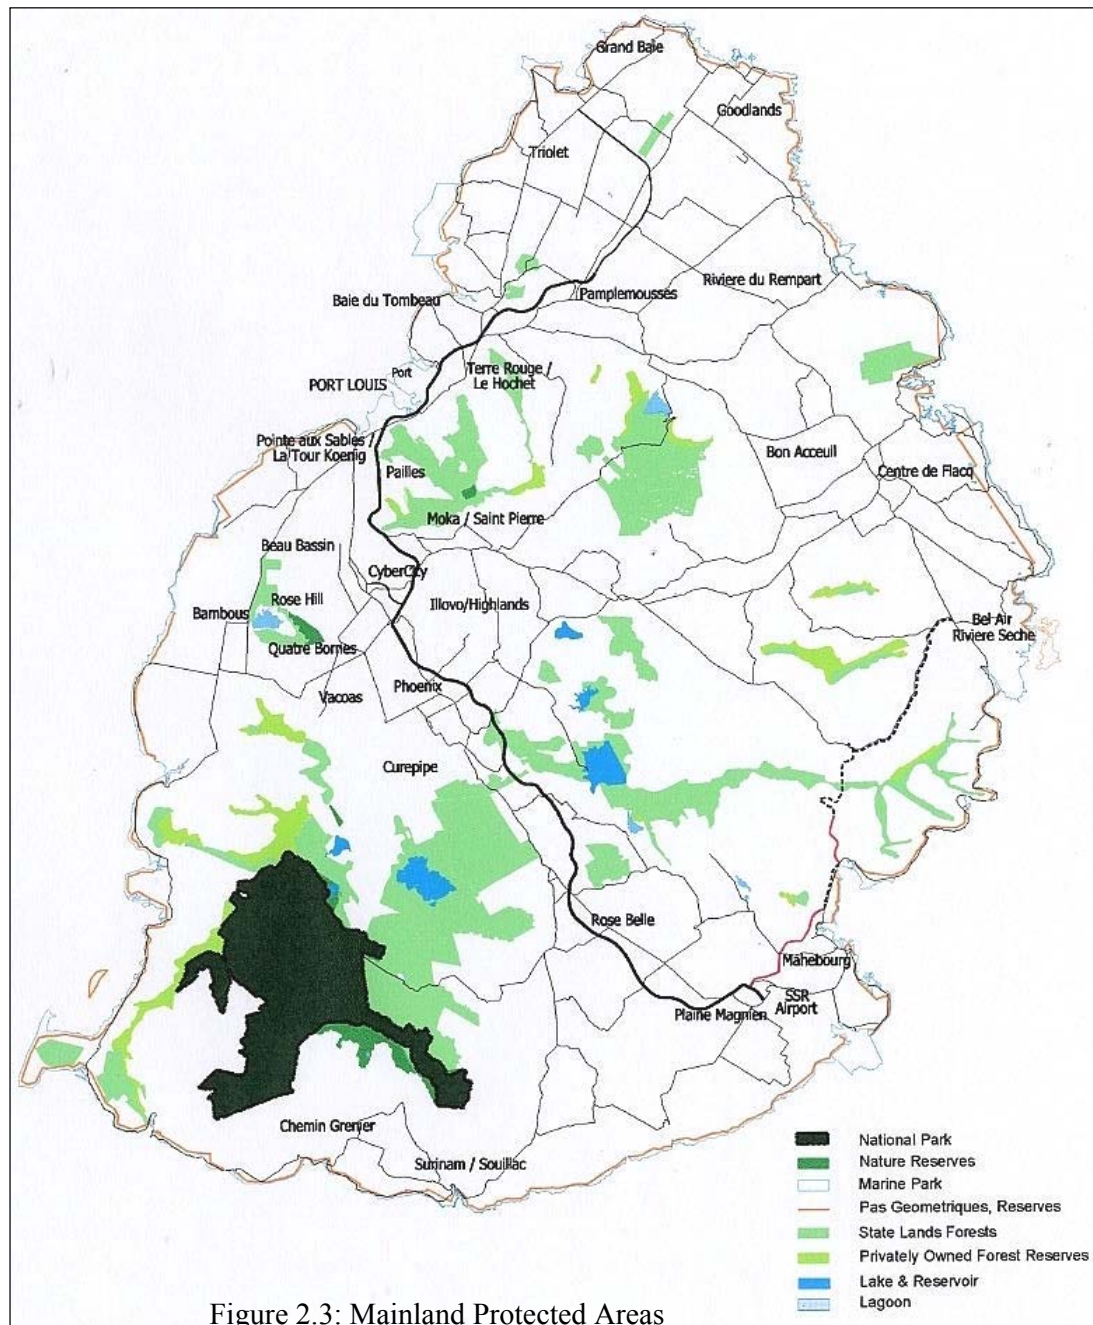 Grand Baie
Goodlands
Triolet
Riviere du Rempart
Pamplemousses
Baie du Tombeau
Port
PORT LOUIS
Terre Rouge /
Le Hochet
Pointe aux Sables /
La Tour Koenig
Pailles
Bon Acceuil
Centre de Flacq
Moka / Saint Pierre
Beau Bassin
CyberCity
Rose Hill
Illovo/Highlands
Bambous
Bel Air
Riviere Seche
Quatre Bornes
Phoenix
Vacoas
Curepipe
Rose Belle
Mahebourg
SSR
Airport
Plaine Magnien
Chemin Grenier
Surinam / Souillac
National Park
Nature Reserves
Marine Park
Pas Geometriques, Reserves
State Lands Forests
Privately Owned Forest Reserves
Lake & Reservoir
Lagoon
Figure 2.3: Mainland Protected Areas